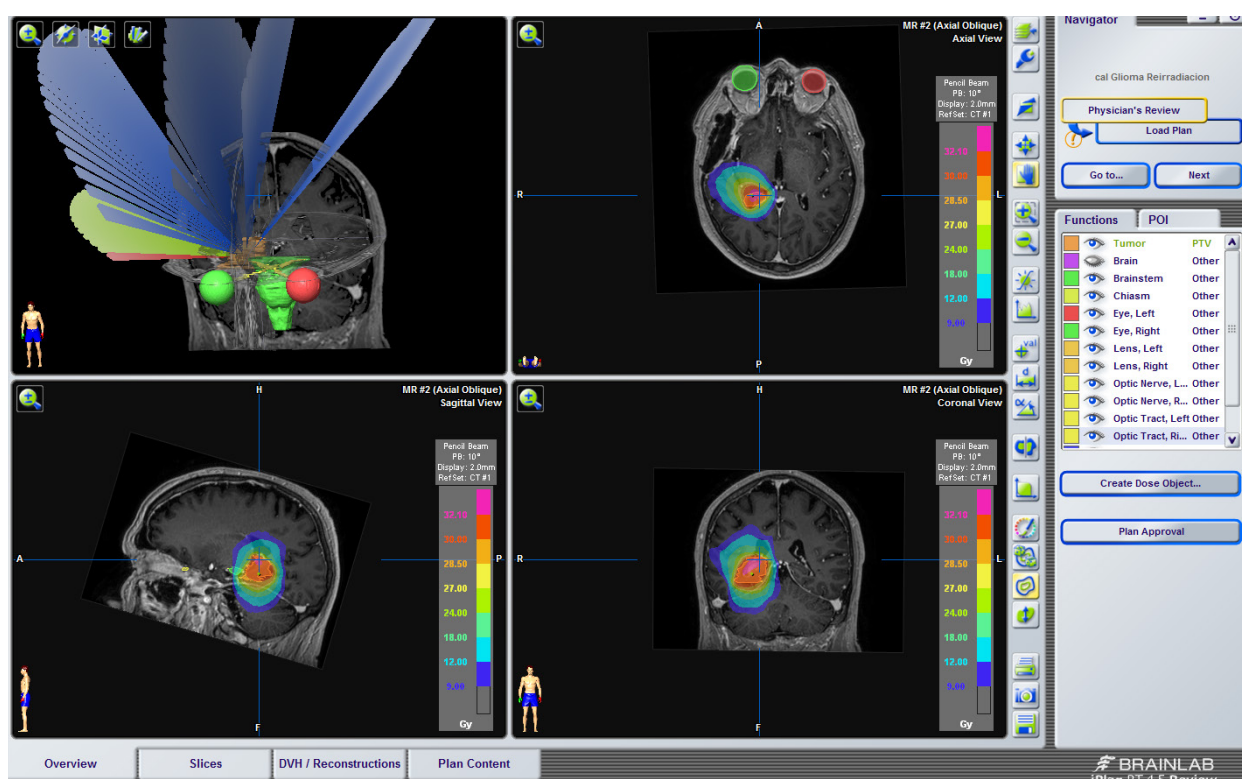 MR #2 (Axial Oblique)
Axial View
A
R
L
P
Pencil Beam
PB: 10°
Display: 2.0mm
RefSet: CT #1
32.10
30.00
28.50
27.00
24.00
18.00
12.00
9.00
Gy
MR #2 (Axial Oblique)
Sagittal View
H
A
P
F
Pencil Beam
PB: 10°
Display: 2.0mm
RefSet: CT #1
32.10
30.00
28.50
27.00
24.00
18.00
12.00
9.00
Gy
MR #2 (Axial Oblique)
Coronal View
H
R
L
F
Pencil Beam
PB: 10°
Display: 2.0mm
RefSet: CT #1
32.10
30.00
28.50
27.00
24.00
18.00
12.00
9.00
Gy
val
d
α
Navigator
cal Glioma Reirradiacion
Physician's Review
Load Plan
Go to...
Next
Functions
POI
Tumor PTV
Brain Other
Brainstem Other
Chiasm Other
Eye, Left Other
Eye, Right Other
Lens, Left Other
Lens, Right Other
Optic Nerve, L... Other
Optic Nerve, R... Other
Optic Tract, Left Other
Optic Tract, Ri... Other
Create Dose Object...
Plan Approval
Overview
Slices
DVH / Reconstructions
Plan Content
BRAINLAB
iPlan RT 4.5 Review